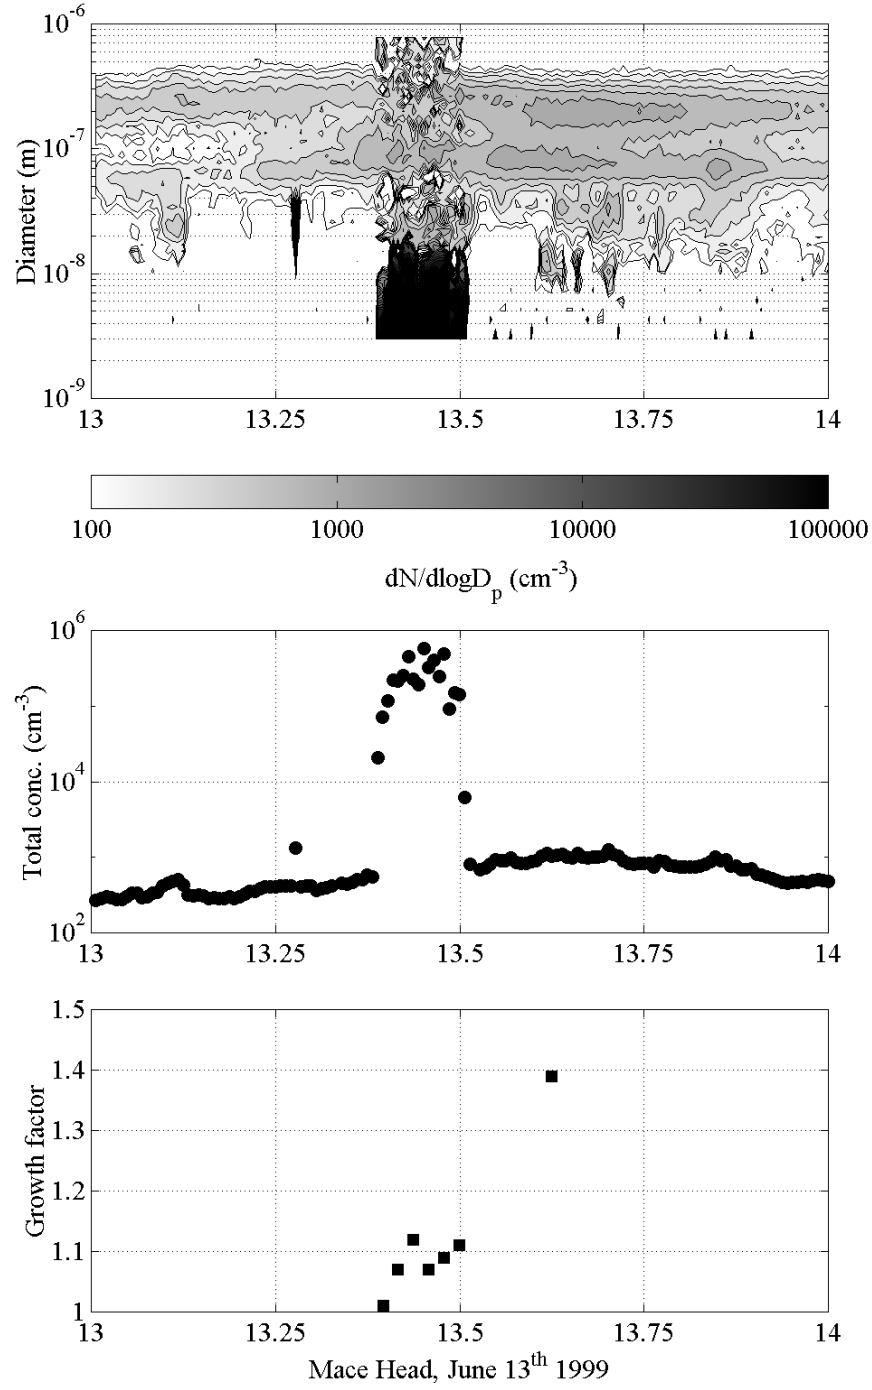 10^-6
10^-7
10^-8
10^-9
Diameter (m)
13 13.25 13.5 13.75 14
100 1000 10000 100000
dN/dlogD_p (cm^-3)
10^6
10^4
10^2
Total conc. (cm^-3)
13 13.25 13.5 13.75 14
1.5
1.4
1.3
1.2
1.1
1
Growth factor
13 13.25 13.5 13.75 14
Mace Head, June 13^th 1999